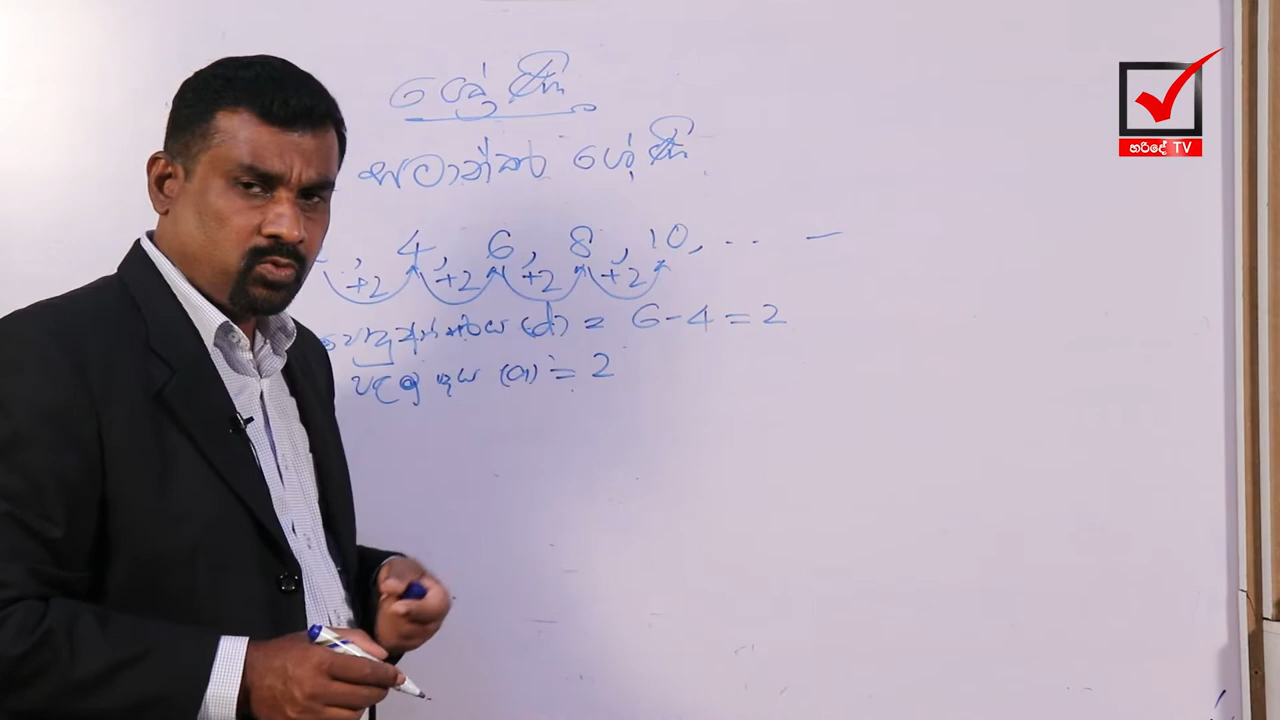 ශ්‍රේඪි
සමාන්තර ශ්‍රේඪි
, 4, 6, 8, 10, ... —
+2 +2 +2 +2
පොදු අන්තරය (d) = 6-4=2
පළමු පදය (a) = 2
හරිදේ TV